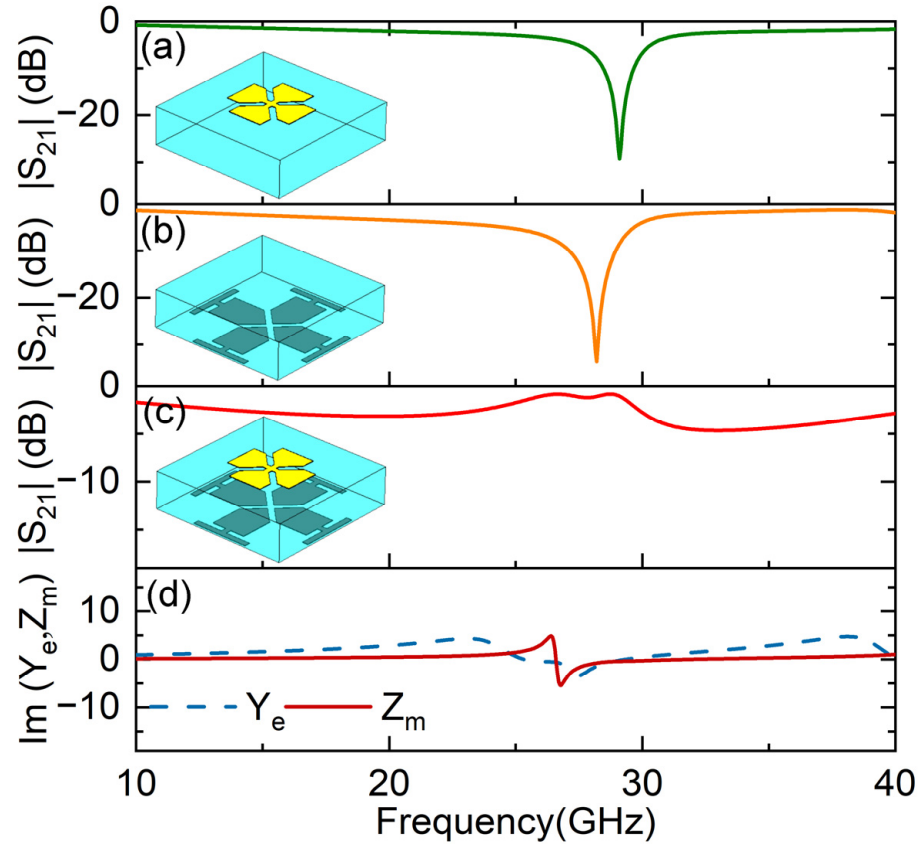 0
(a)
|S21| (dB)
−20
0
(b)
|S21| (dB)
−20
0
(c)
|S21| (dB)
−10
(d)
Im (Ye,Zm)
10
0
−10
Ye
Zm
10 20 30 40
Frequency(GHz)